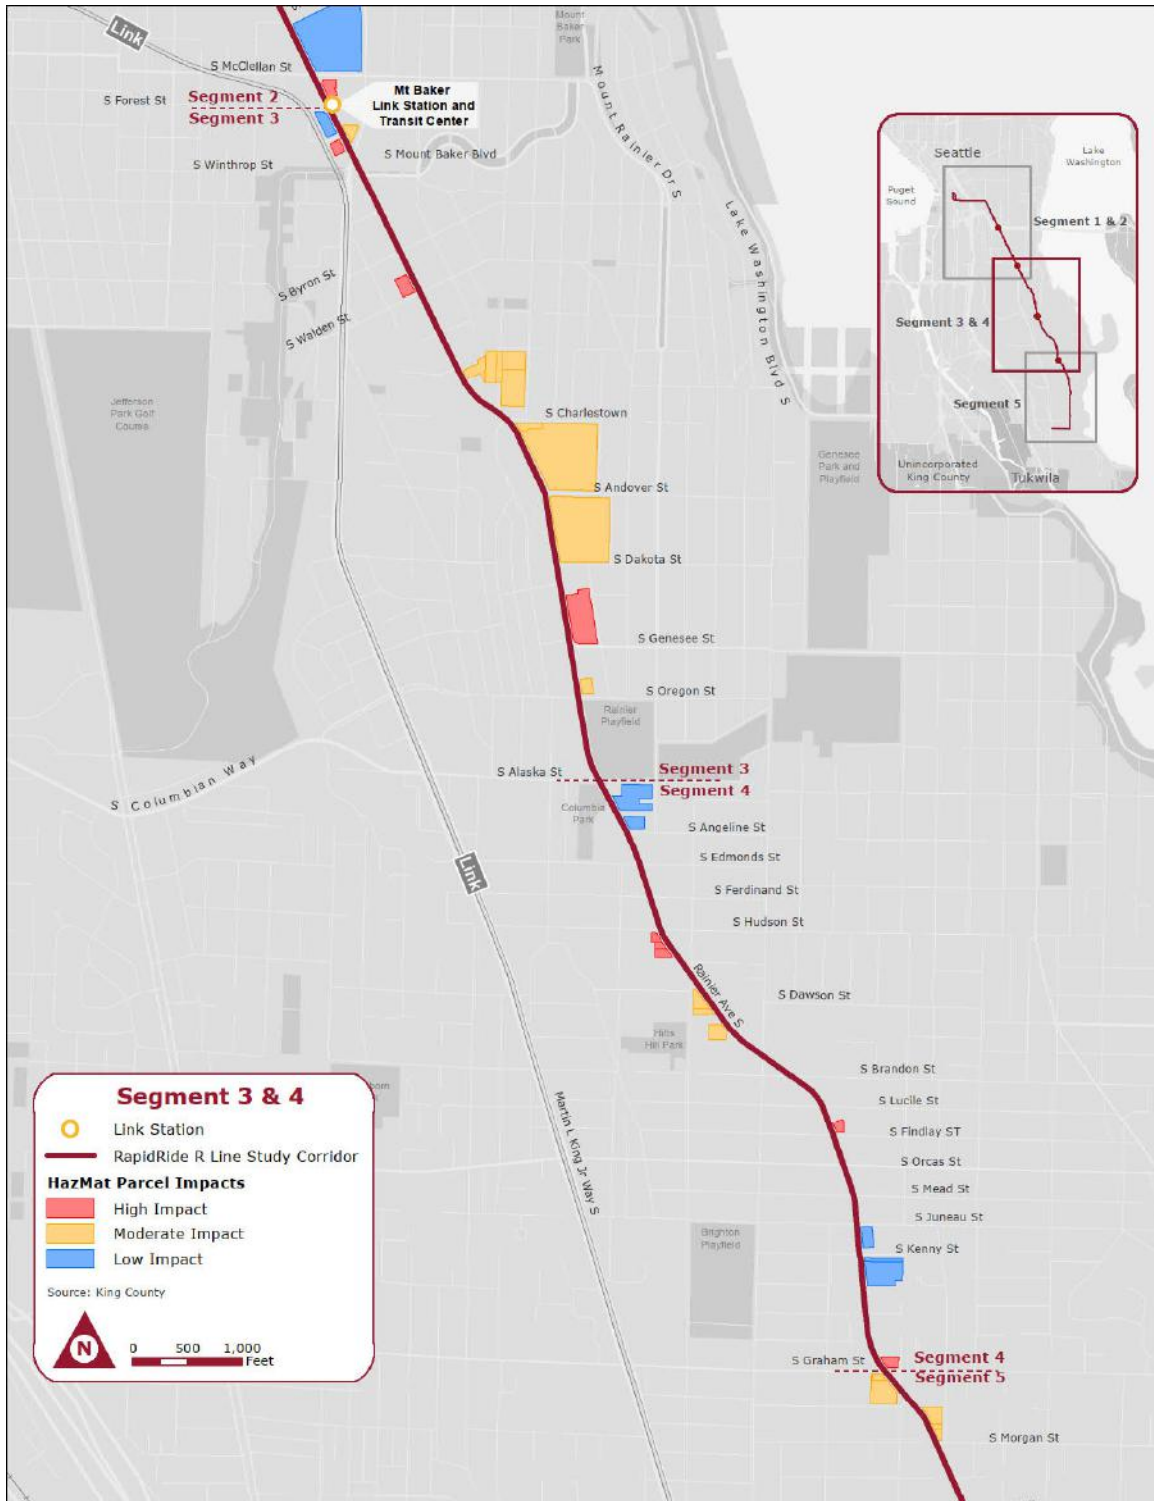 Link
S McClellan St
S Forest St
Segment 2
Segment 3
Mt Baker
Link Station and
Transit Center
S Winthrop St
S Mount Baker Blvd
Mount
Baker
Park
Mount Rainier Dr S
Lake Washington Blvd S
Seattle
Lake
Washington
Puget
Sound
Segment 1 & 2
Segment 3 & 4
Segment 5
Unincorporated
King County
Tukwila
S Byron St
S Walden St
Jefferson
Park Golf
Course
S Charlestown
S Andover St
S Dakota St
Genesee
Park and
Playfield
S Genesee St
S Oregon St
Rainier
Playfield
S Columbian Way
S Alaska St
Segment 3
Segment 4
Columbia
Park
S Angeline St
S Edmonds St
Link
S Ferdinand St
S Hudson St
Rainier Ave S
S Dawson St
Hitts
Hill Park
S Brandon St
S Lucile St
S Findlay ST
S Orcas St
S Mead St
S Juneau St
Martin L King Jr Way S
Brighton
Playfield
S Kenny St
S Graham St
Segment 4
Segment 5
S Morgan St
Segment 3 & 4
Link Station
RapidRide R Line Study Corridor
HazMat Parcel Impacts
High Impact
Moderate Impact
Low Impact
Source: King County
N
0 500 1,000
Feet